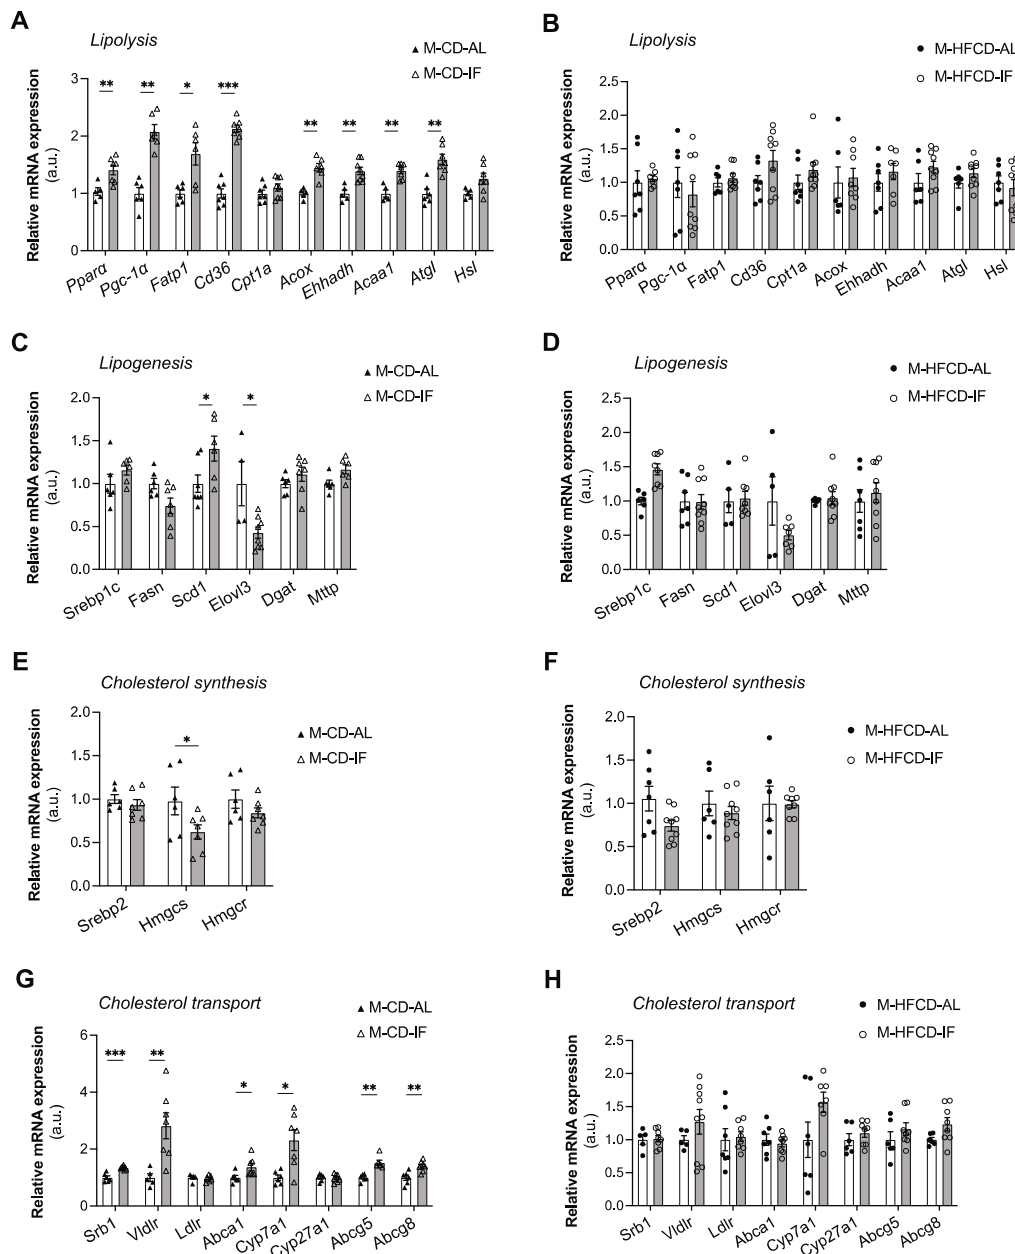 A
Lipolysis
M-CD-AL
M-CD-IF
Relative mRNA expression
(a.u.)
3
2
1
0
** ** * *** ** ** ** **
Pparα Pgc-1α Fatp1 Cd36 Cpt1a Acox Ehhadh Acaa1 Atgl Hsl
B
Lipolysis
M-HFCD-AL
M-HFCD-IF
Relative mRNA expression
(a.u.)
2.5
2.0
1.5
1.0
0.5
0.0
Pparα Pgc-1α Fatp1 Cd36 Cpt1a Acox Ehhadh Acaa1 Atgl Hsl
C
Lipogenesis
M-CD-AL
M-CD-IF
Relative mRNA expression
(a.u.)
2.0
1.5
1.0
0.5
0.0
* *
Srebp1c Fasn Scd1 Elovl3 Dgat Mttp
D
Lipogenesis
M-HFCD-AL
M-HFCD-IF
Relative mRNA expression
(a.u.)
2.5
2.0
1.5
1.0
0.5
0.0
Srebp1c Fasn Scd1 Elovl3 Dgat Mttp
E
Cholesterol synthesis
M-CD-AL
M-CD-IF
Relative mRNA expression
(a.u.)
2.0
1.5
1.0
0.5
0.0
*
Srebp2 Hmgcs Hmgcr
F
Cholesterol synthesis
M-HFCD-AL
M-HFCD-IF
Relative mRNA expression
(a.u.)
2.0
1.5
1.0
0.5
0.0
Srebp2 Hmgcs Hmgcr
G
Cholesterol transport
M-CD-AL
M-CD-IF
Relative mRNA expression
(a.u.)
6
4
2
0
*** ** * * ** **
Srb1 Vldlr Ldlr Abca1 Cyp7a1 Cyp27a1 Abcg5 Abcg8
H
Cholesterol transport
M-HFCD-AL
M-HFCD-IF
Relative mRNA expression
(a.u.)
2.5
2.0
1.5
1.0
0.5
0.0
Srb1 Vldlr Ldlr Abca1 Cyp7a1 Cyp27a1 Abcg5 Abcg8